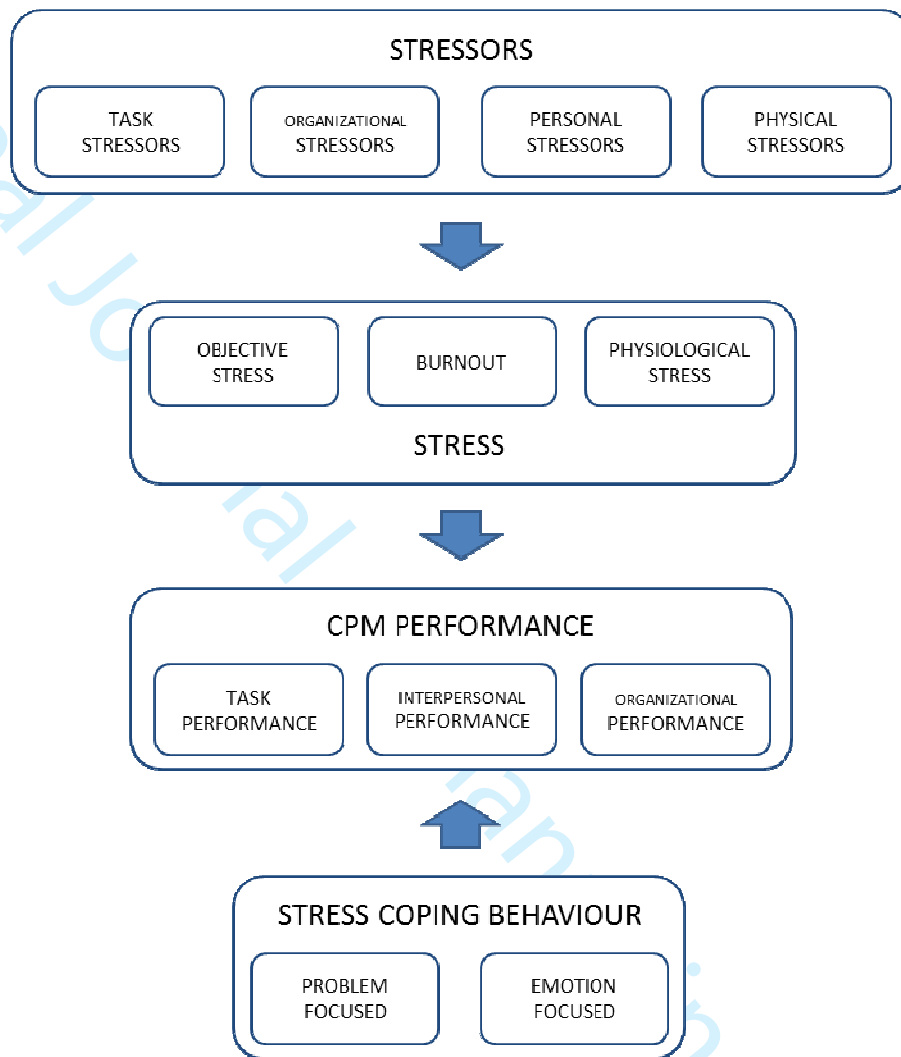 STRESSORS
TASK
STRESSORS
ORGANIZATIONAL
STRESSORS
PERSONAL
STRESSORS
PHYSICAL
STRESSORS
OBJECTIVE
STRESS
BURNOUT
PHYSIOLOGICAL
STRESS
STRESS
CPM PERFORMANCE
TASK
PERFORMANCE
INTERPERSONAL
PERFORMANCE
ORGANIZATIONAL
PERFORMANCE
STRESS COPING BEHAVIOUR
PROBLEM
FOCUSED
EMOTION
FOCUSED